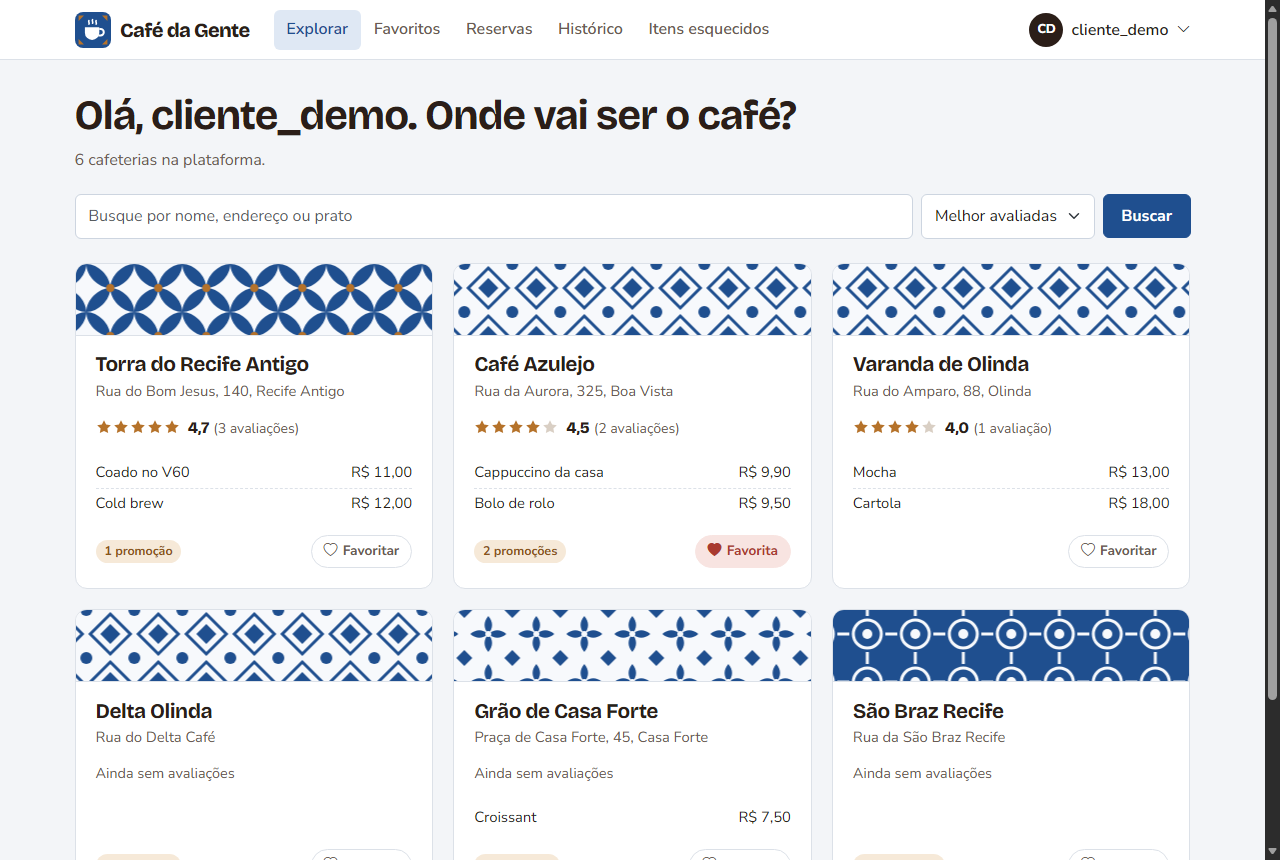 Café da Gente Explorar Favoritos Reservas Histórico Itens esquecidos CD cliente_demo
Olá, cliente_demo. Onde vai ser o café?
6 cafeterias na plataforma.
Busque por nome, endereço ou prato Melhor avaliadas Buscar
Torra do Recife Antigo
Rua do Bom Jesus, 140, Recife Antigo
4,7 (3 avaliações)
Coado no V60 R$ 11,00
Cold brew R$ 12,00
1 promoção Favoritar
Café Azulejo
Rua da Aurora, 325, Boa Vista
4,5 (2 avaliações)
Cappuccino da casa R$ 9,90
Bolo de rolo R$ 9,50
2 promoções Favorita
Varanda de Olinda
Rua do Amparo, 88, Olinda
4,0 (1 avaliação)
Mocha R$ 13,00
Cartola R$ 18,00
Favoritar
Delta Olinda
Rua do Delta Café
Ainda sem avaliações
Grão de Casa Forte
Praça de Casa Forte, 45, Casa Forte
Ainda sem avaliações
Croissant R$ 7,50
São Braz Recife
Rua da São Braz Recife
Ainda sem avaliações